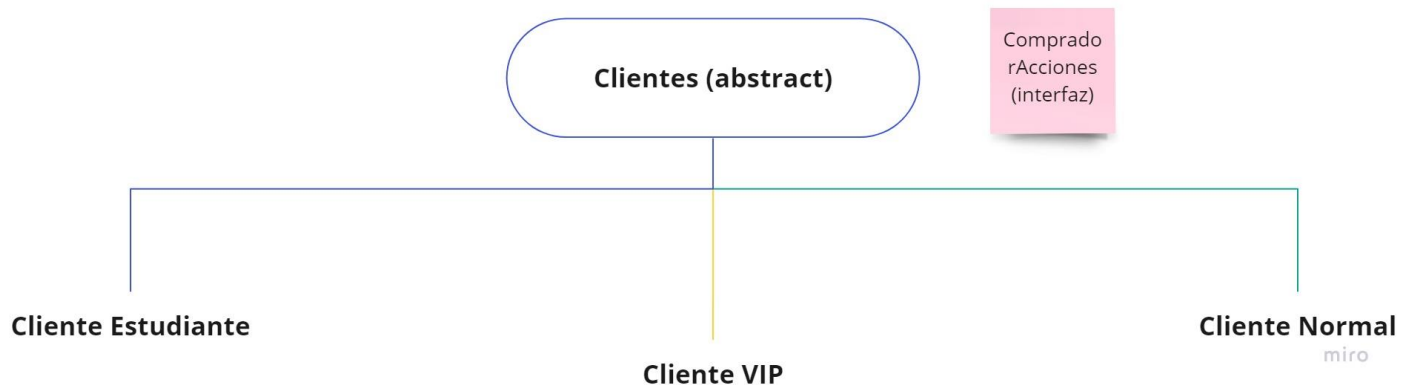 Clientes (abstract)
Comprado
rAcciones
(interfaz)
Cliente Estudiante
Cliente VIP
Cliente Normal
miro